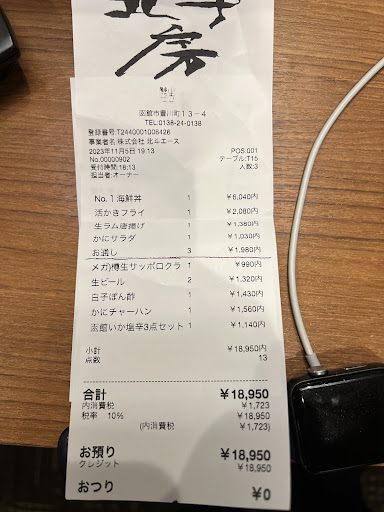 函館市豊川町13-4
TEL:0138-24-0138
登録番号:T2440001008426
事業者名:株式会社 北斗エース
2023年11月5日 19:13 POS:001
No.00000902 テーブル:T15
受付時間:18:13 人数:3
担当者:オーナー
No.1海鮮丼 1 ¥6,040円
活かきフライ 1 ¥2,080円
生ラム唐揚げ 1 ¥1,380円
かにサラダ 1 ¥1,030円
お通し 3 ¥1,980円
メガ)樽生サッポロクラ 1 ¥990円
生ビール 2 ¥1,320円
白子ぽん酢 1 ¥1,430円
かにチャーハン 1 ¥1,560円
函館いか塩辛3点セット 1 ¥1,140円
小計 ¥18,950円
点数 13
合計 ¥18,950
内消費税 ¥1,723
税率 10% ¥18,950
(内消費税 ¥1,723)
お預り ¥18,950
クレジット ¥18,950
おつり ¥0